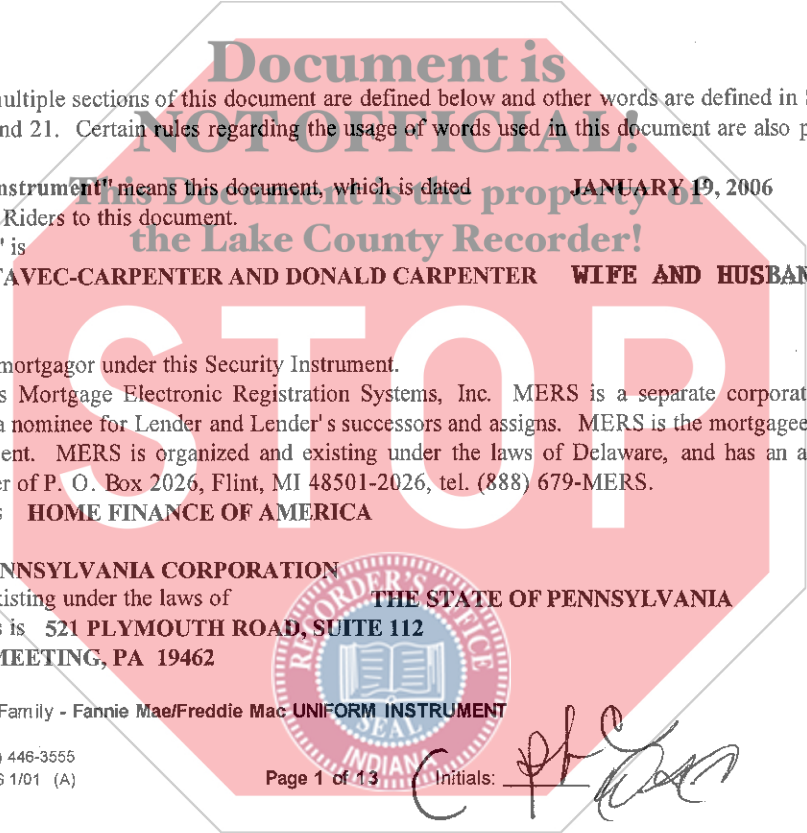 Document is
multiple sections of this document are defined below and other words are defined in
nd 21. Certain rules regarding the usage of words used in this document are also p
NOT OFFICIAL!
nstrument" means this document, which is dated JANUARY 19, 2006
This Document is the property of
Riders to this document.
the Lake County Recorder!
" is
AVEC-CARPENTER AND DONALD CARPENTER WIFE AND HUSBAN
STOP
mortgagor under this Security Instrument.
s Mortgage Electronic Registration Systems, Inc. MERS is a separate corporat
a nominee for Lender and Lender's successors and assigns. MERS is the mortgagee
ent. MERS is organized and existing under the laws of Delaware, and has an a
er of P. O. Box 2026, Flint, MI 48501-2026, tel. (888) 679-MERS.
s HOME FINANCE OF AMERICA
NNSYLVANIA CORPORATION
xisting under the laws of THE STATE OF PENNSYLVANIA
s is 521 PLYMOUTH ROAD, SUITE 112
MEETING, PA 19462
RECORDER'S OFFICE
SEAL
INDIANA
Family - Fannie Mae/Freddie Mac UNIFORM INSTRUMENT
) 446-3555
6 1/01 (A)
Page 1 of 13 Initials: